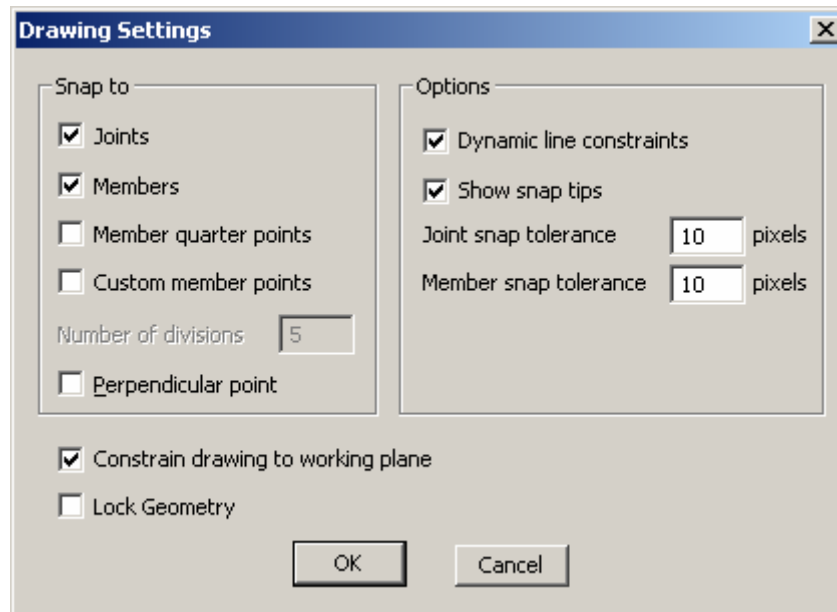 Drawing Settings
Snap to
Joints
Members
Member quarter points
Custom member points
Number of divisions 5
Perpendicular point
Options
Dynamic line constraints
Show snap tips
Joint snap tolerance 10 pixels
Member snap tolerance 10 pixels
Constrain drawing to working plane
Lock Geometry
OK Cancel